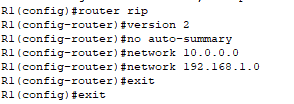 R1(config)#router rip
R1(config-router)#version 2
R1(config-router)#no auto-summary
R1(config-router)#network 10.0.0.0
R1(config-router)#network 192.168.1.0
R1(config-router)#exit
R1(config)#exit